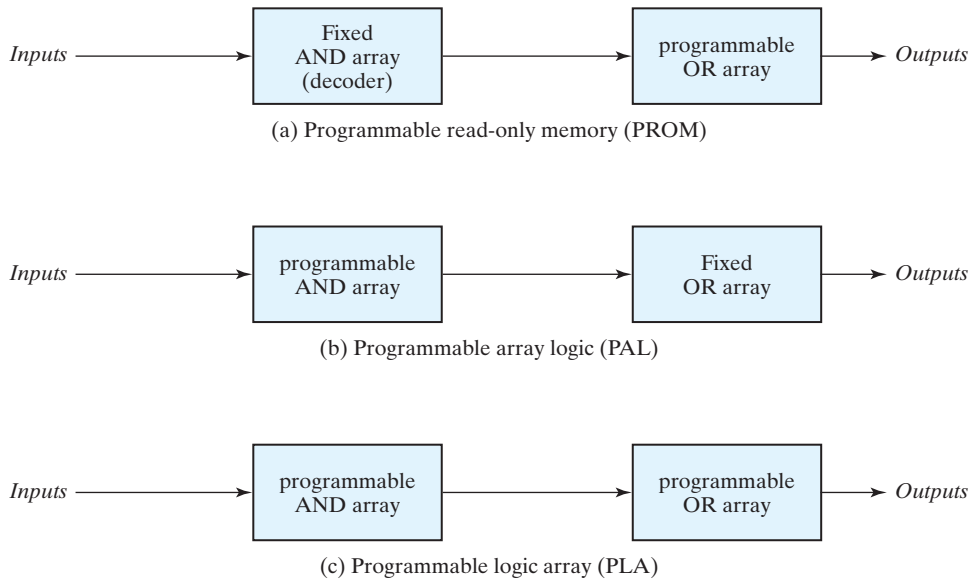 Inputs
Fixed
AND array
(decoder)
programmable
OR array
Outputs
(a) Programmable read-only memory (PROM)
Inputs
programmable
AND array
Fixed
OR array
Outputs
(b) Programmable array logic (PAL)
Inputs
programmable
AND array
programmable
OR array
Outputs
(c) Programmable logic array (PLA)